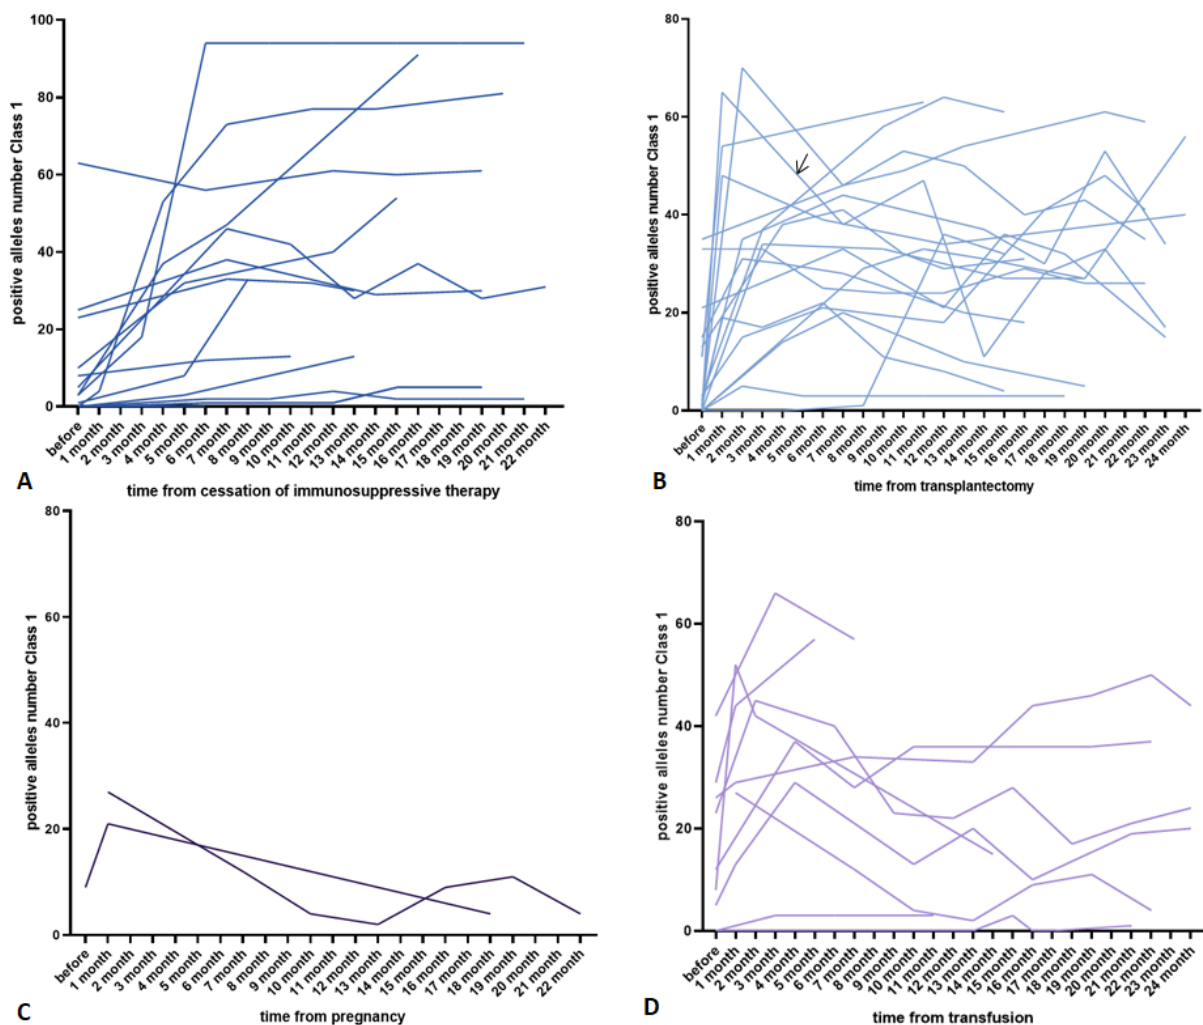 100
80
60
40
20
0
positive alleles number Class 1
before
1 month
2 month
3 month
4 month
5 month
6 month
7 month
8 month
9 month
10 month
11 month
12 month
13 month
14 month
15 month
16 month
17 month
18 month
19 month
20 month
21 month
22 month
time from cessation of immunosuppressive therapy
A
80
60
40
20
0
positive alleles number Class 1
before
1 month
2 month
3 month
4 month
5 month
6 month
7 month
8 month
9 month
10 month
11 month
12 month
13 month
14 month
15 month
16 month
17 month
18 month
19 month
20 month
21 month
22 month
23 month
24 month
time from transplantectomy
B
80
60
40
20
0
positive alleles number Class 1
before
1 month
2 month
3 month
4 month
5 month
6 month
7 month
8 month
9 month
10 month
11 month
12 month
13 month
14 month
15 month
16 month
17 month
18 month
19 month
20 month
21 month
22 month
time from pregnancy
C
80
60
40
20
0
positive alleles number Class 1
before
1 month
2 month
3 month
4 month
5 month
6 month
7 month
8 month
9 month
10 month
11 month
12 month
13 month
14 month
15 month
16 month
17 month
18 month
19 month
20 month
21 month
22 month
23 month
24 month
time from transfusion
D